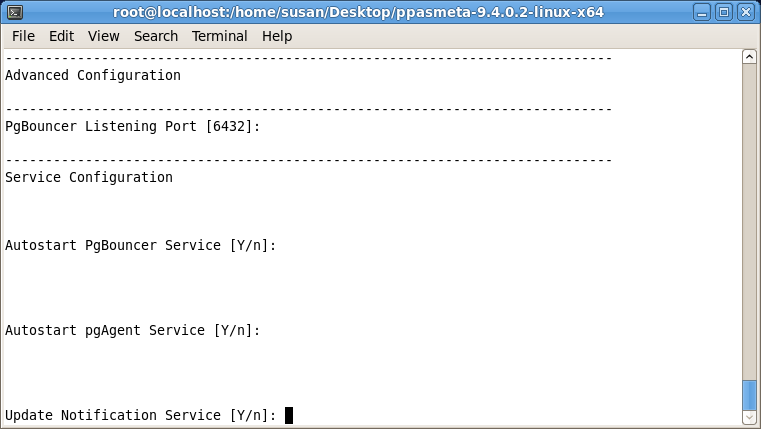 root@localhost:/home/susan/Desktop/ppasmeta-9.4.0.2-linux-x64
File Edit View Search Terminal Help
----------------------------------------------------------------------------
Advanced Configuration
----------------------------------------------------------------------------
PgBouncer Listening Port [6432]:
----------------------------------------------------------------------------
Service Configuration
Autostart PgBouncer Service [Y/n]:
Autostart pgAgent Service [Y/n]:
Update Notification Service [Y/n]: